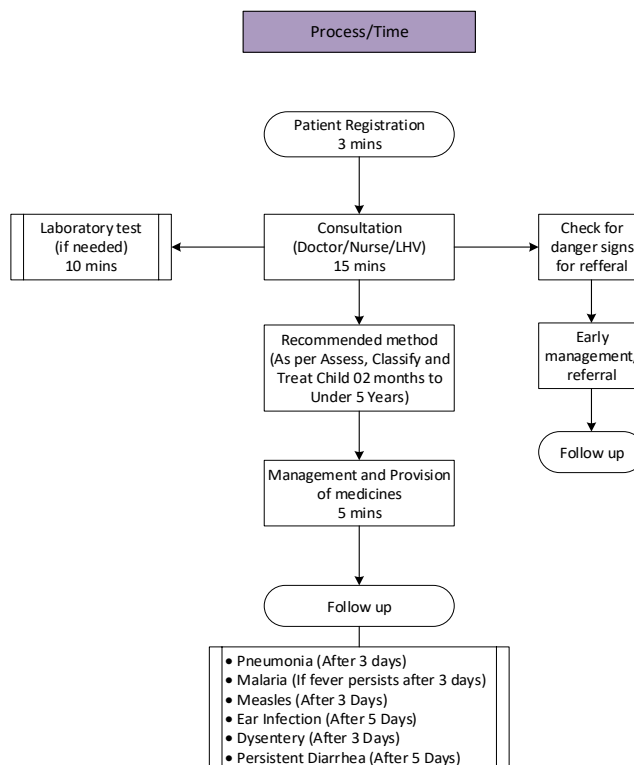 Process/Time
Patient Registration
3 mins
Laboratory test
(if needed)
10 mins
Consultation
(Doctor/Nurse/LHV)
15 mins
Check for
danger signs
for refferal
Recommended method
(As per Assess, Classify and
Treat Child 02 months to
Under 5 Years)
Early
management,
referral
Management and Provision
of medicines
5 mins
Follow up
Follow up
• Pneumonia (After 3 days)
• Malaria (If fever persists after 3 days)
• Measles (After 3 Days)
• Ear Infection (After 5 Days)
• Dysentery (After 3 Days)
• Persistent Diarrhea (After 5 Days)